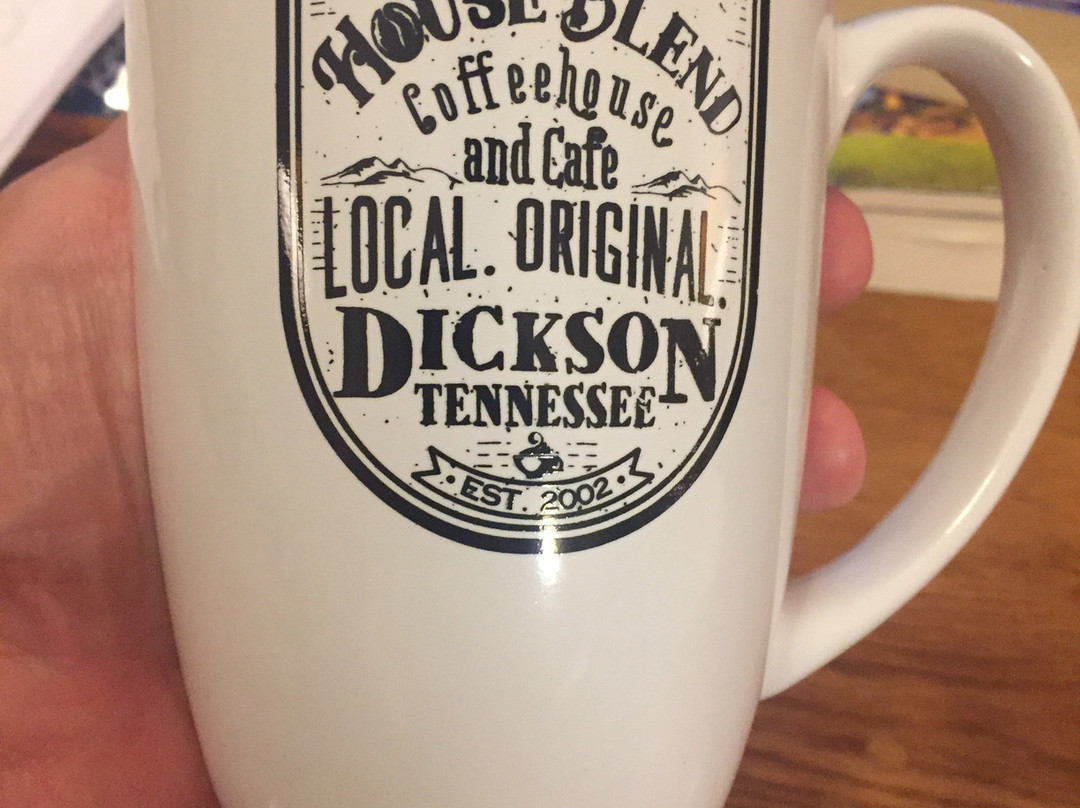 House Blend
Coffeehouse
and Cafe
LOCAL. ORIGINAL.
DICKSON
TENNESSEE
· EST. 2002 ·